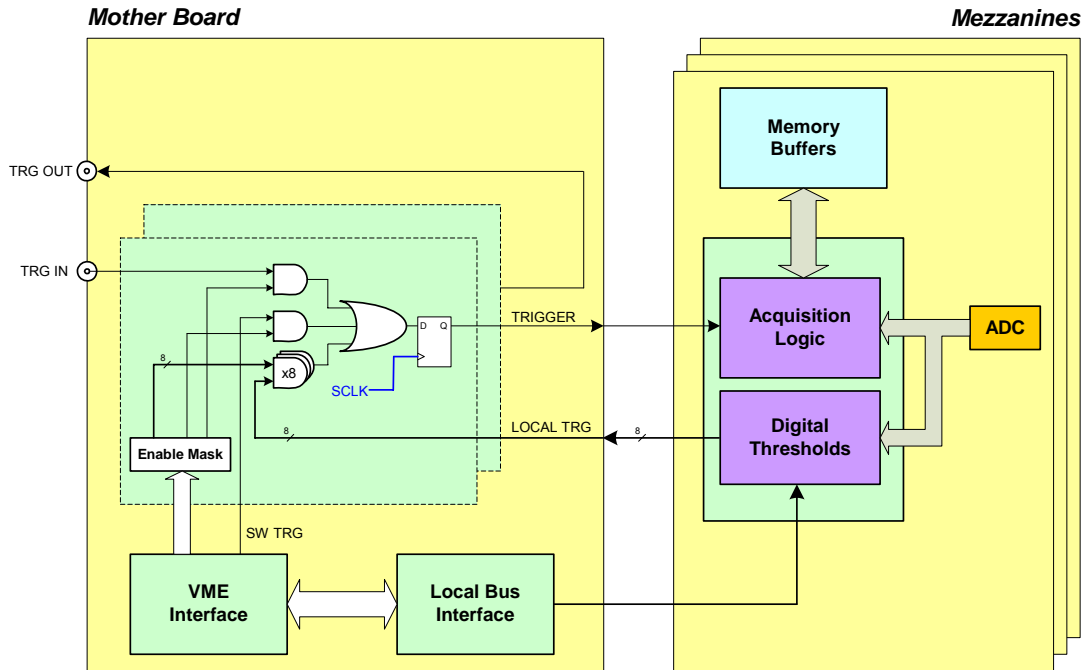 Mother Board
Mezzanines
Memory
Buffers
TRG OUT
TRG IN
D
Q
TRIGGER
Acquisition
Logic
ADC
8
x8
SCLK
8
LOCAL TRG
8
Digital
Thresholds
Enable Mask
SW TRG
VME
Interface
Local Bus
Interface